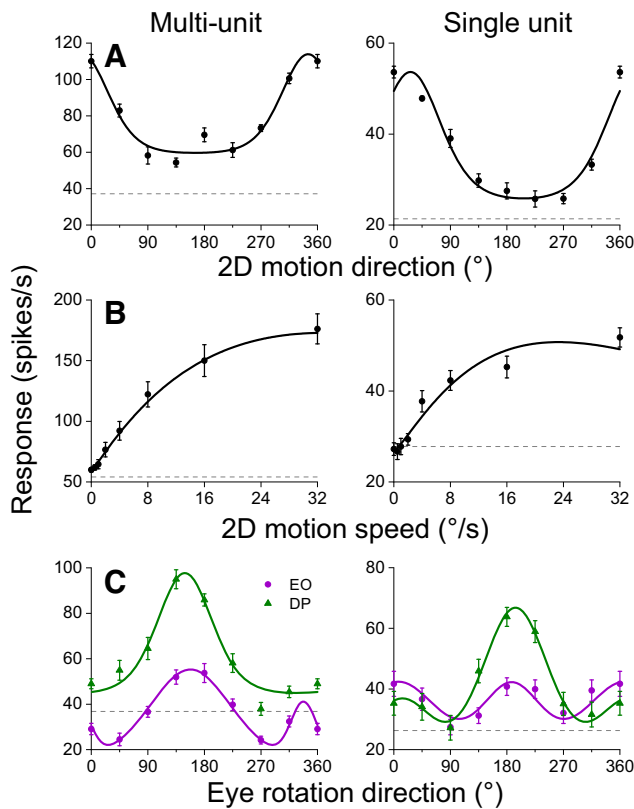 Multi-unit Single unit
A
120
100
80
60
40
20
0 90 180 270 360
60
40
20
0 90 180 270 360
2D motion direction (°)
B
200
150
100
50
0 8 16 24 32
60
40
20
0 8 16 24 32
2D motion speed (°/s)
Response (spikes/s)
C
EO
DP
100
80
60
40
20
0 90 180 270 360
80
60
40
20
0 90 180 270 360
Eye rotation direction (°)